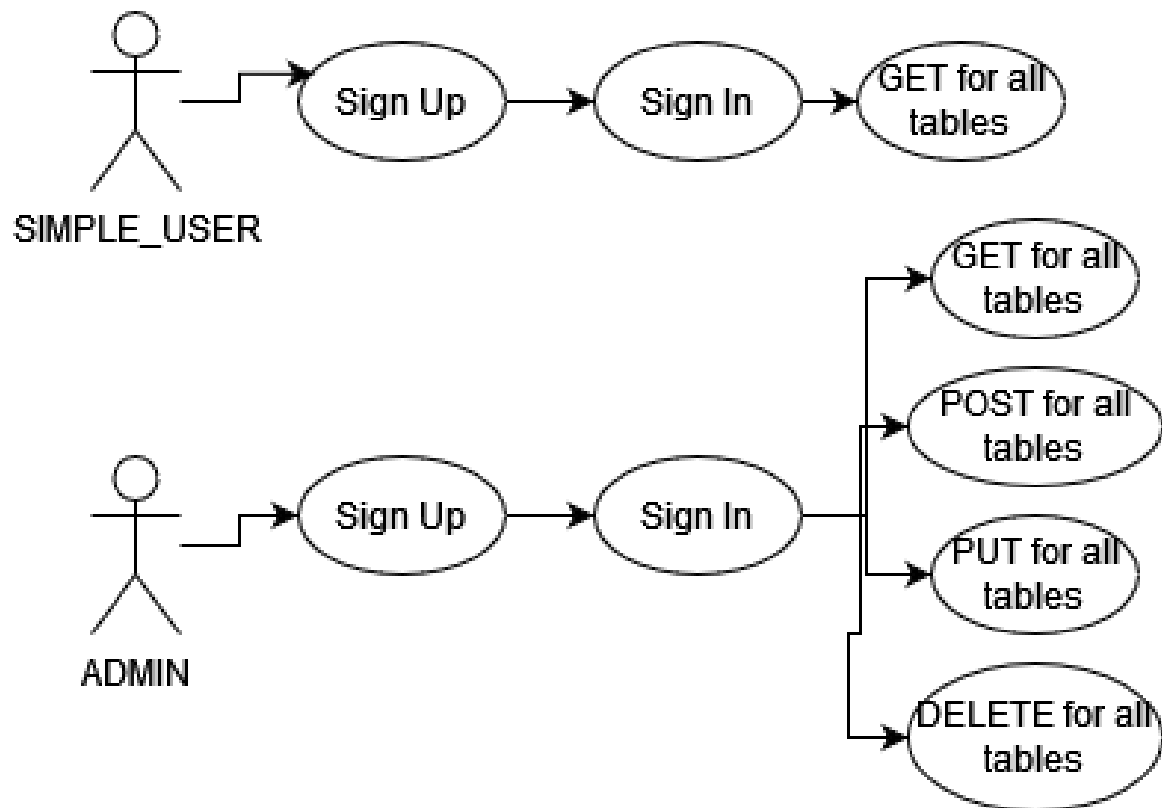 Sign Up
Sign In
GET for all
tables
SIMPLE_USER
GET for all
tables
POST for all
tables
Sign Up
Sign In
PUT for all
tables
ADMIN
DELETE for all
tables